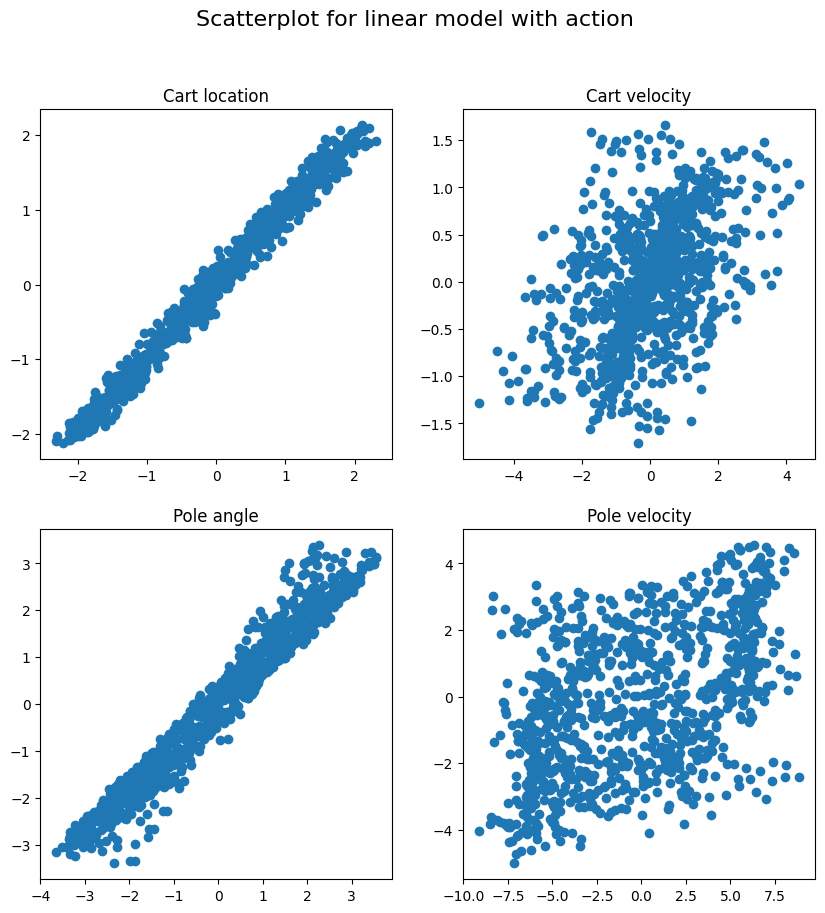 Scatterplot for linear model with action
Cart location
Cart velocity
2
1
0
−1
−2
−2 −1 0 1 2
1.5
1.0
0.5
0.0
−0.5
−1.0
−1.5
−4 −2 0 2 4
Pole angle
Pole velocity
3
2
1
0
−1
−2
−3
−4 −3 −2 −1 0 1 2 3
4
2
0
−2
−4
−10.0 −7.5 −5.0 −2.5 0.0 2.5 5.0 7.5